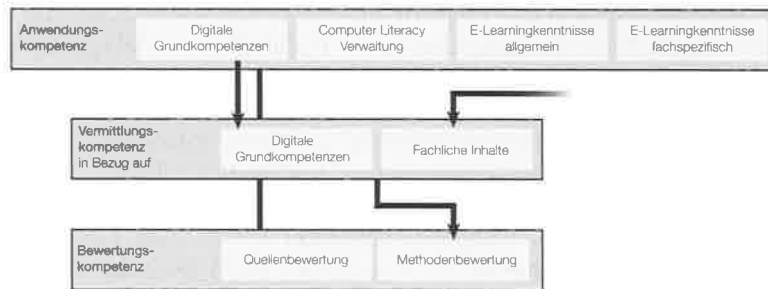 Anwendungs-
kompetenz
Digitale
Grundkompetenzen
Computer Literacy
Verwaitung
E-Learningkenntnisse
allgemein
E-Learningkenntnisse
fachspezifisch
Vermittlungs-
kompetenz
in Bezug auf
Digitale
Grundkompetenzen
Fachliche Inhalte
Bewertungs-
kompetenz
Quellenbewertung
Methodenbewertung